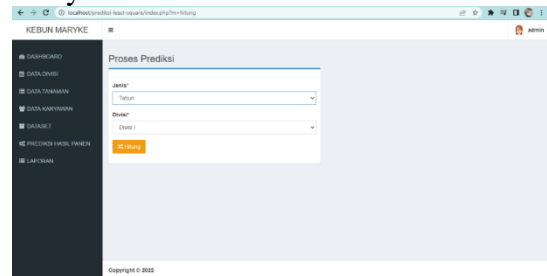 localhost/prediksi-least-square/index.php?m=hitung
KEBUN MARYKE
admin
DASHBOARD
DATA DIVISI
DATA TANAMAN
DATA KARYAWAN
DATASET
PREDIKSI HASIL PANEN
LAPORAN
Proses Prediksi
Jenis*
Tahun
Divisi*
Divisi I
Hitung
Copyright © 2022